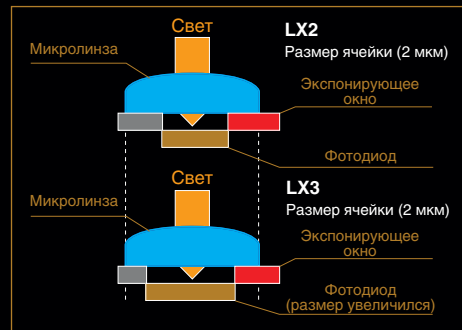 Свет
LX2
Микролинза
Размер ячейки (2 мкм)
Экспонирующее
окно
Фотодиод
Свет
LX3
Микролинза
Размер ячейки (2 мкм)
Экспонирующее
окно
Фотодиод
(размер увеличился)